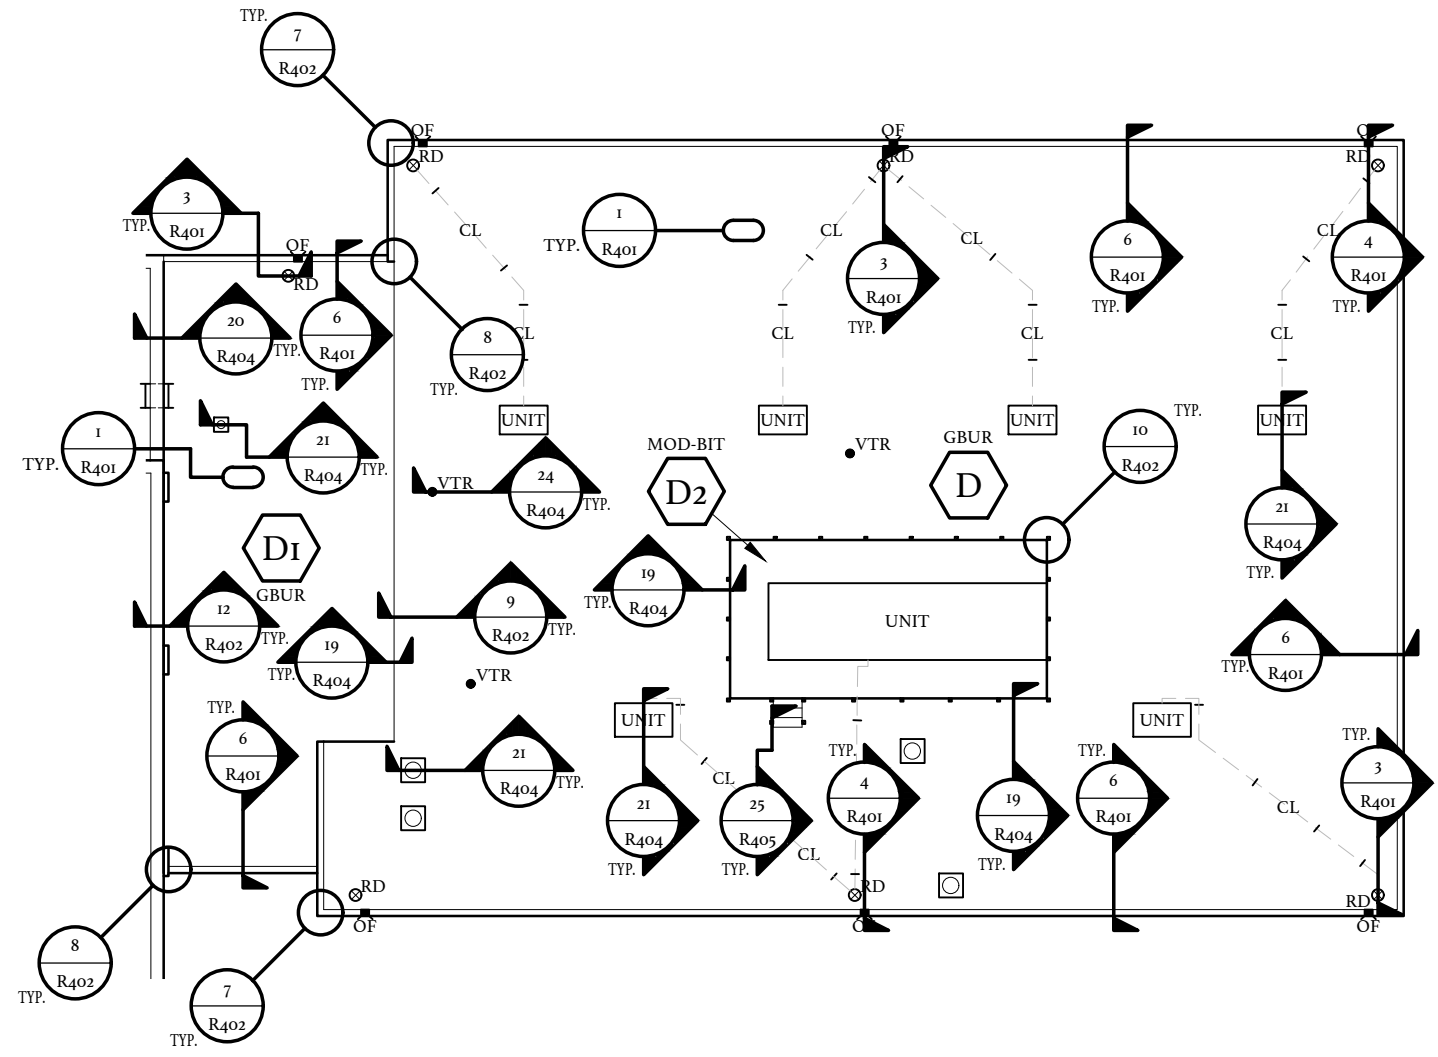 TYP.
7
R402
OF
RD
OF
RD
OF
RD
3
R401
TYP.
OF
RD
CL
1
R401
TYP.
CL
CL
3
R401
TYP.
6
R401
TYP.
CL
4
R401
TYP.
20
R404
TYP.
6
R401
TYP.
8
R402
TYP.
CL
CL
CL
CL
UNIT
UNIT
UNIT
UNIT
10
R402
TYP.
1
R401
TYP.
21
R404
TYP.
VTR
24
R404
TYP.
MOD-BIT
D2
VTR
GBUR
D
21
R404
TYP.
D1
GBUR
12
R402
TYP.
19
R404
TYP.
9
R402
TYP.
19
R404
TYP.
UNIT
6
R401
TYP.
VTR
TYP.
6
R401
21
R404
TYP.
UNIT
CL
21
R404
TYP.
25
R405
TYP.
CL
TYP.
4
R401
19
R404
TYP.
TYP.
6
R401
UNIT
CL
TYP.
3
R401
RD
OF
RD
OF
RD
OF
8
R402
TYP.
7
R402
TYP.